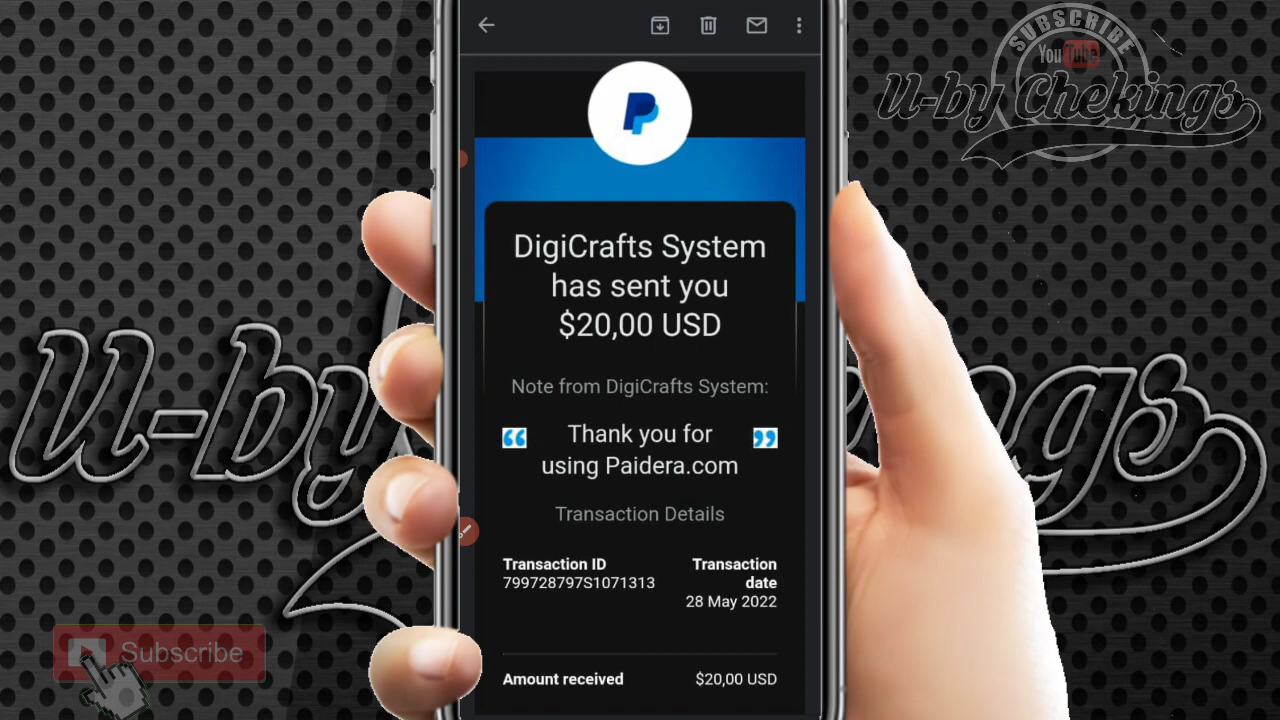 SUBSCRIBE
YouTube
U-by Chekings
DigiCrafts System
has sent you
$20,00 USD
Note from DigiCrafts System:
Thank you for
using Paidera.com
Transaction Details
Transaction ID
799728797S1071313
Transaction
date
28 May 2022
Amount received
$20,00 USD
Subscribe